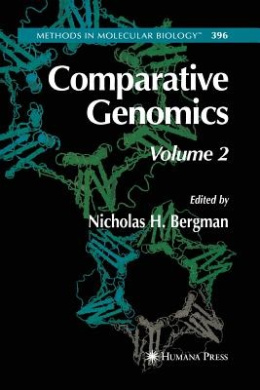 METHODS IN MOLECULAR BIOLOGY™ 396
Comparative
Genomics
Volume 2
Edited by
Nicholas H. Bergman
HUMANA PRESS